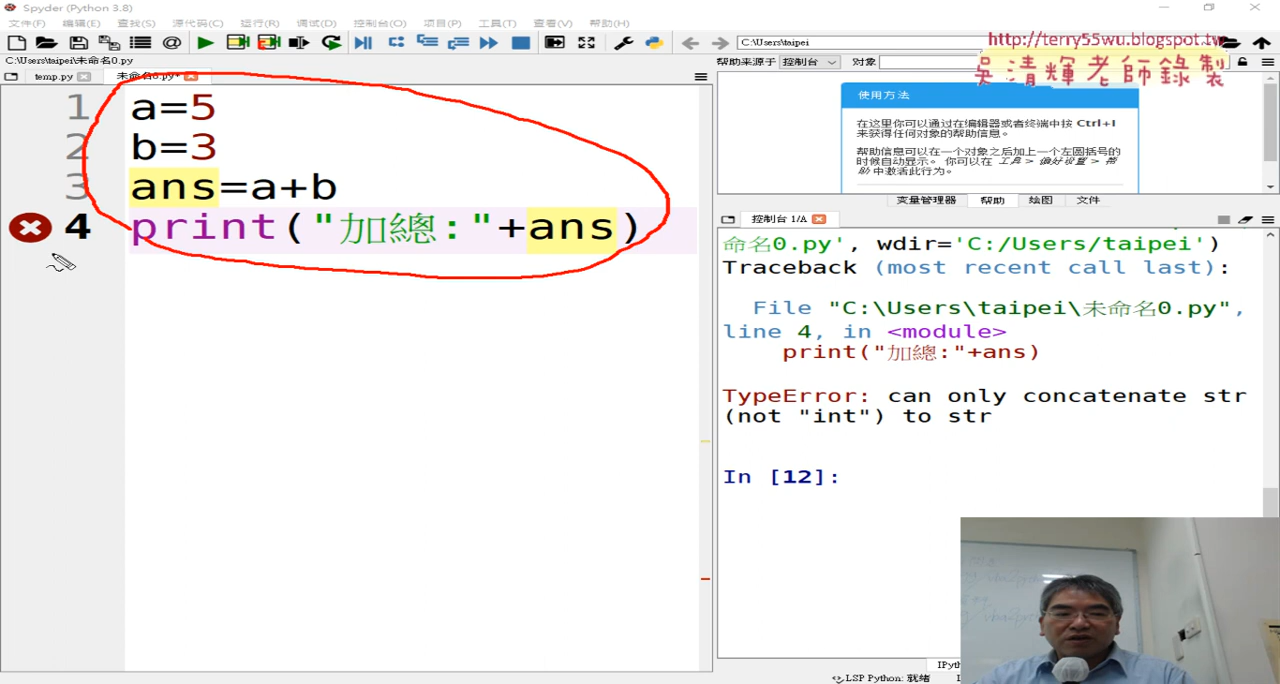 Spyder (Python 3.8)
文件(F) 编辑(E) 查找(S) 源代码(C) 运行(R) 调试(D) 控制台(O) 项目(P) 工具(T) 查看(V) 帮助(H)
C:\Users\taipei
http://terry55wu.blogspot.tw
吳清輝老師錄製
C:\Users\taipei\未命名0.py
temp.py
未命名0.py*
帮助来源于 控制台 对象
1 a=5
2 b=3
3 ans=a+b
4 print("加總:"+ans)
使用方法
在这里你可以通过在编辑器或者终端中按 Ctrl+I
来获得任何对象的帮助信息。
帮助信息可以在一个对象之后加上一个左圆括号的
时候自动显示。 你可以在 工具 > 偏好设置 > 帮
助 中激活此行为。
变量管理器 帮助 绘图 文件
控制台 1/A
命名0.py', wdir='C:/Users/taipei')
Traceback (most recent call last):
File "C:\Users\taipei\未命名0.py",
line 4, in <module>
print("加總:"+ans)
TypeError: can only concatenate str
(not "int") to str
In [12]:
LSP Python: 就绪